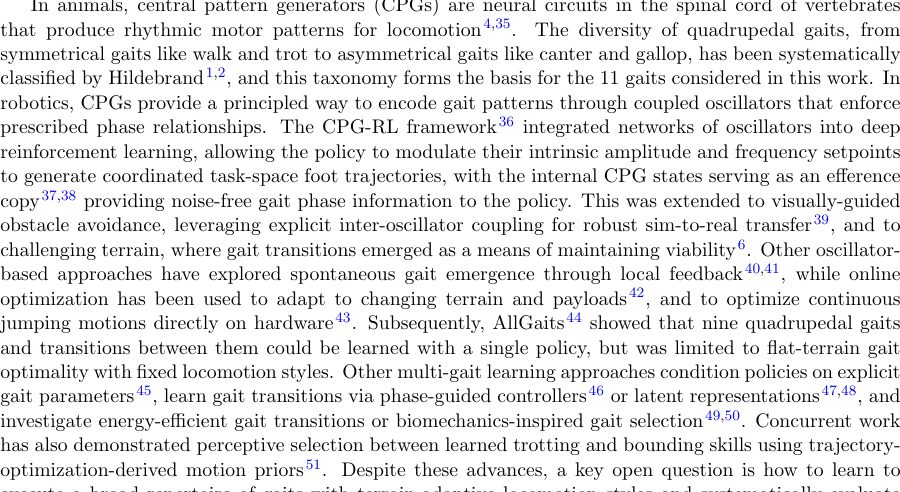 In animals, central pattern generators (CPGs) are neural circuits in the spinal cord of vertebrates
that produce rhythmic motor patterns for locomotion4,35. The diversity of quadrupedal gaits, from
symmetrical gaits like walk and trot to asymmetrical gaits like canter and gallop, has been systematically
classified by Hildebrand1,2, and this taxonomy forms the basis for the 11 gaits considered in this work. In
robotics, CPGs provide a principled way to encode gait patterns through coupled oscillators that enforce
prescribed phase relationships. The CPG-RL framework36 integrated networks of oscillators into deep
reinforcement learning, allowing the policy to modulate their intrinsic amplitude and frequency setpoints
to generate coordinated task-space foot trajectories, with the internal CPG states serving as an efference
copy37,38 providing noise-free gait phase information to the policy. This was extended to visually-guided
obstacle avoidance, leveraging explicit inter-oscillator coupling for robust sim-to-real transfer39, and to
challenging terrain, where gait transitions emerged as a means of maintaining viability6. Other oscillator-
based approaches have explored spontaneous gait emergence through local feedback40,41, while online
optimization has been used to adapt to changing terrain and payloads42, and to optimize continuous
jumping motions directly on hardware43. Subsequently, AllGaits44 showed that nine quadrupedal gaits
and transitions between them could be learned with a single policy, but was limited to flat-terrain gait
optimality with fixed locomotion styles. Other multi-gait learning approaches condition policies on explicit
gait parameters45, learn gait transitions via phase-guided controllers46 or latent representations47,48, and
investigate energy-efficient gait transitions or biomechanics-inspired gait selection49,50. Concurrent work
has also demonstrated perceptive selection between learned trotting and bounding skills using trajectory-
optimization-derived motion priors51. Despite these advances, a key open question is how to learn to